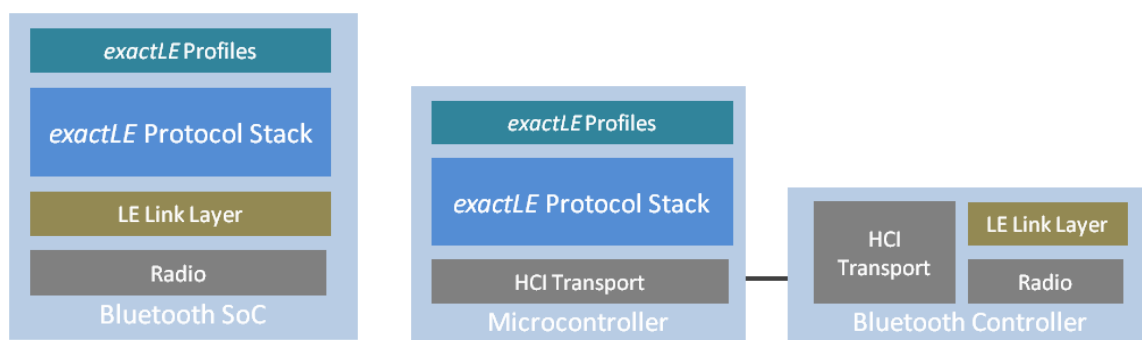 exactLE Profiles
exactLE Protocol Stack
LE Link Layer
Radio
Bluetooth SoC
exactLE Profiles
exactLE Protocol Stack
HCI Transport
Microcontroller
HCI
Transport
LE Link Layer
Radio
Bluetooth Controller